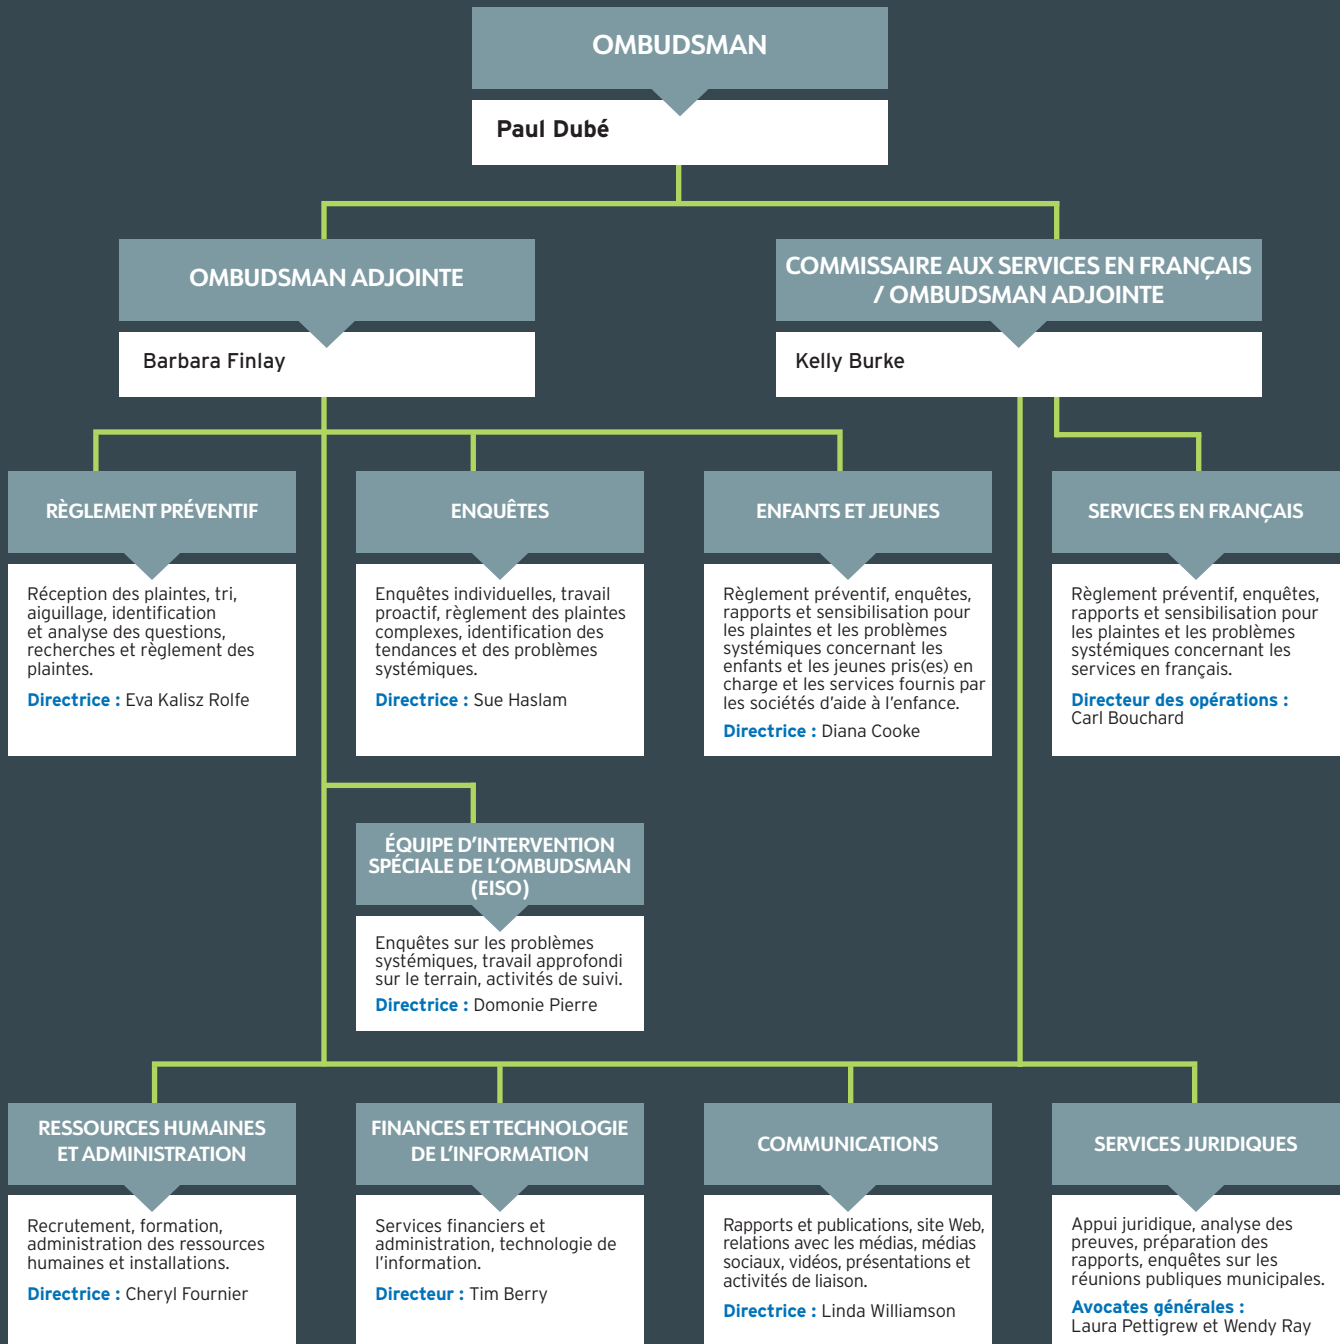 OMBUDSMAN
Paul Dubé
OMBUDSMAN ADJOINTE
Barbara Finlay
COMMISSAIRE AUX SERVICES EN FRANÇAIS
/ OMBUDSMAN ADJOINTE
Kelly Burke
RÈGLEMENT PRÉVENTIF
Réception des plaintes, tri,
aiguillage, identification
et analyse des questions,
recherches et règlement des
plaintes.
Directrice : Eva Kalisz Rolfe
ENQUÊTES
Enquêtes individuelles, travail
proactif, règlement des plaintes
complexes, identification des
tendances et des problèmes
systémiques.
Directrice : Sue Haslam
ENFANTS ET JEUNES
Règlement préventif, enquêtes,
rapports et sensibilisation pour
les plaintes et les problèmes
systémiques concernant les
enfants et les jeunes pris(es) en
charge et les services fournis par
les sociétés d'aide à l'enfance.
Directrice : Diana Cooke
SERVICES EN FRANÇAIS
Règlement préventif, enquêtes,
rapports et sensibilisation pour
les plaintes et les problèmes
systémiques concernant les
services en français.
Directeur des opérations :
Carl Bouchard
ÉQUIPE D'INTERVENTION
SPÉCIALE DE L'OMBUDSMAN
(EISO)
Enquêtes sur les problèmes
systémiques, travail approfondi
sur le terrain, activités de suivi.
Directrice : Domonie Pierre
RESSOURCES HUMAINES
ET ADMINISTRATION
Recrutement, formation,
administration des ressources
humaines et installations.
Directrice : Cheryl Fournier
FINANCES ET TECHNOLOGIE
DE L'INFORMATION
Services financiers et
administration, technologie de
l'information.
Directeur : Tim Berry
COMMUNICATIONS
Rapports et publications, site Web,
relations avec les médias, médias
sociaux, vidéos, présentations et
activités de liaison.
Directrice : Linda Williamson
SERVICES JURIDIQUES
Appui juridique, analyse des
preuves, préparation des
rapports, enquêtes sur les
réunions publiques municipales.
Avocates générales :
Laura Pettigrew et Wendy Ray